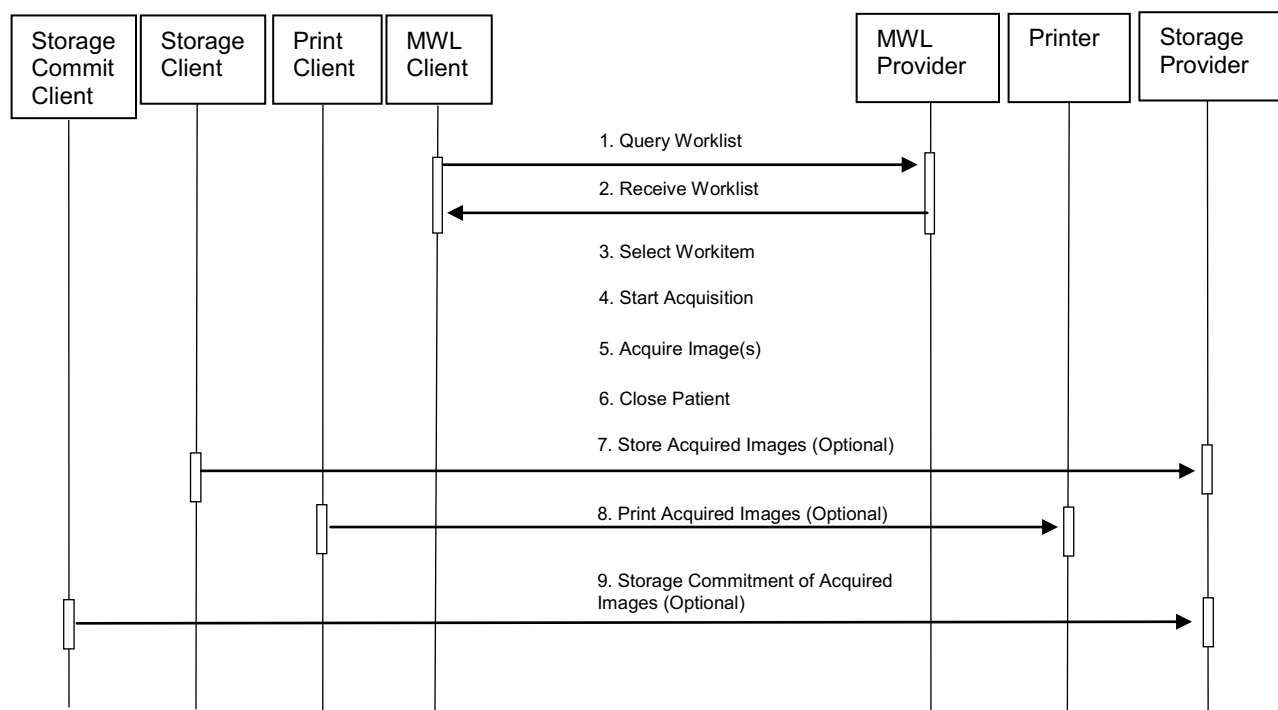 Storage
Commit
Client
Storage
Client
Print
Client
MWL
Client
MWL
Provider
Printer
Storage
Provider
1. Query Worklist
2. Receive Worklist
3. Select Workitem
4. Start Acquisition
5. Acquire Image(s)
6. Close Patient
7. Store Acquired Images (Optional)
8. Print Acquired Images (Optional)
9. Storage Commitment of Acquired
Images (Optional)